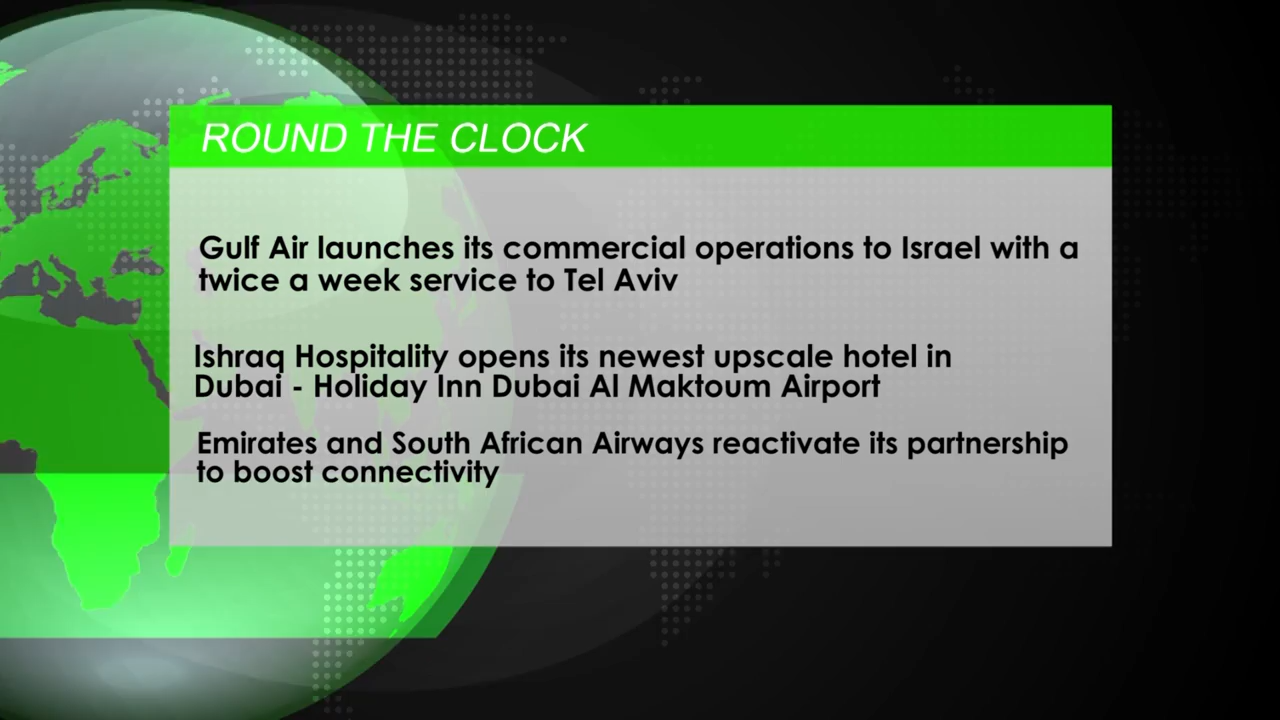 ROUND THE CLOCK
Gulf Air launches its commercial operations to Israel with a
twice a week service to Tel Aviv
Ishraq Hospitality opens its newest upscale hotel in
Dubai - Holiday Inn Dubai Al Maktoum Airport
Emirates and South African Airways reactivate its partnership
to boost connectivity